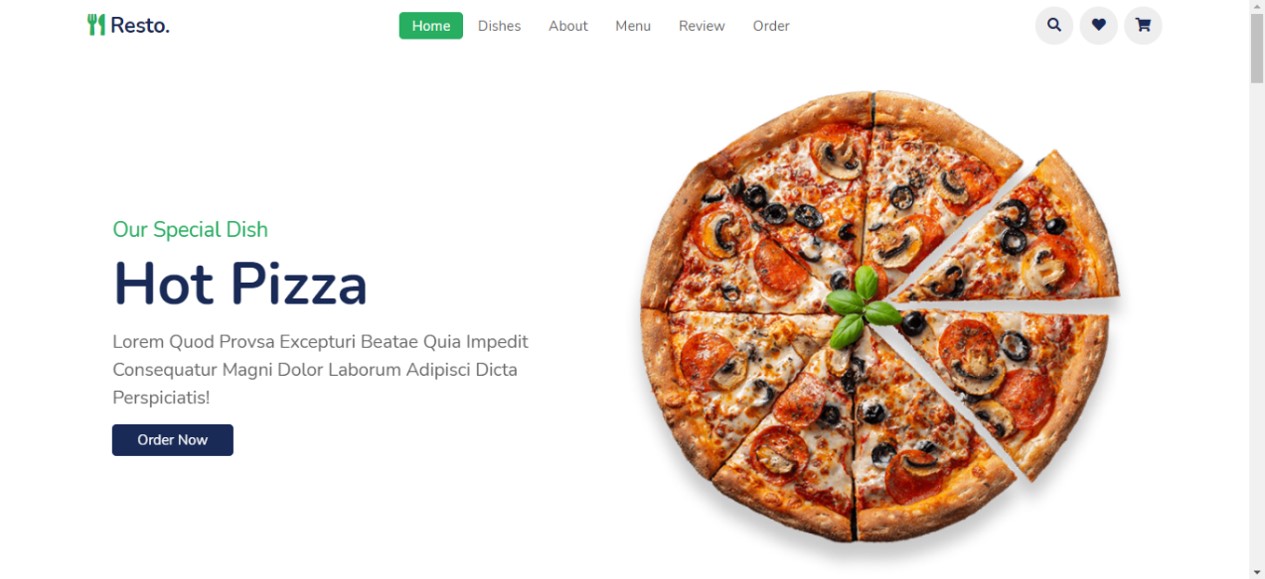 Resto.
Home Dishes About Menu Review Order
Our Special Dish
Hot Pizza
Lorem Quod Provsa Excepturi Beatae Quia Impedit
Consequatur Magni Dolor Laborum Adipisci Dicta
Perspiciatis!
Order Now